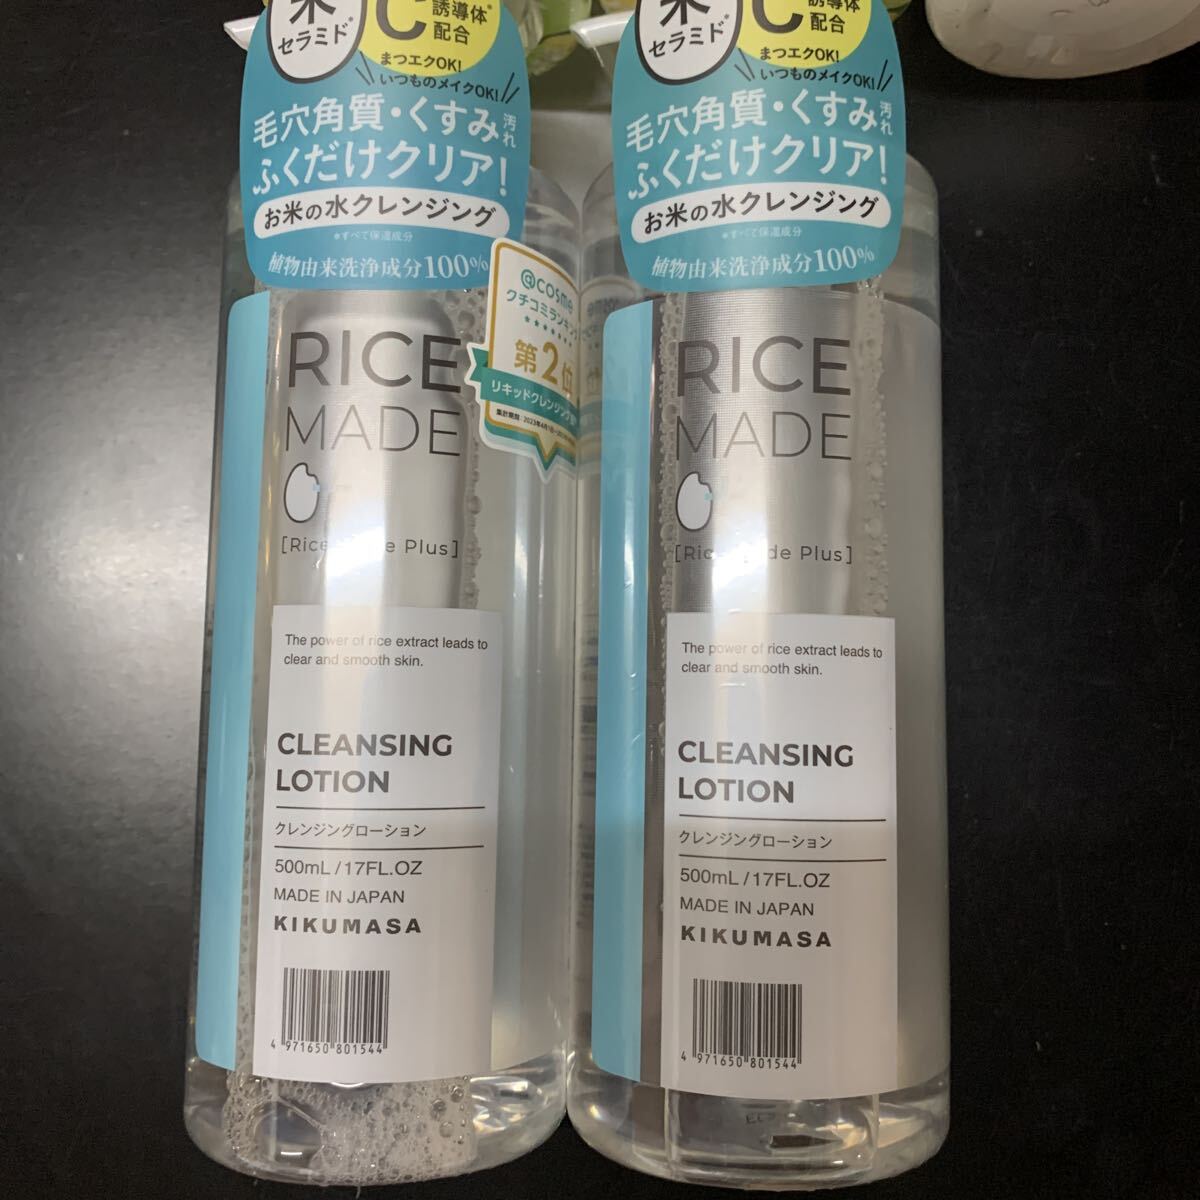 米
セラミド*
C 誘導体*
配合
まつエクOK!
いつものメイクOK!
毛穴角質・くすみ汚れ
ふくだけクリア!
お米の水クレンジング
*すべて保湿成分
植物由来洗浄成分100%
@cosme
クチコミランキング
第2位
リキッドクレンジング
RICE
MADE
[Rice Plus]
The power of rice extract leads to
clear and smooth skin.
CLEANSING
LOTION
クレンジングローション
500mL/17FL.OZ
MADE IN JAPAN
KIKUMASA
4 971650 801544
米
セラミド*
C 誘導体*
配合
まつエクOK!
いつものメイクOK!
毛穴角質・くすみ汚れ
ふくだけクリア!
お米の水クレンジング
*すべて保湿成分
植物由来洗浄成分100%
RICE
MADE
[Ric de Plus]
The power of rice extract leads to
clear and smooth skin.
CLEANSING
LOTION
クレンジングローション
500mL/17FL.OZ
MADE IN JAPAN
KIKUMASA
4 971650 801544